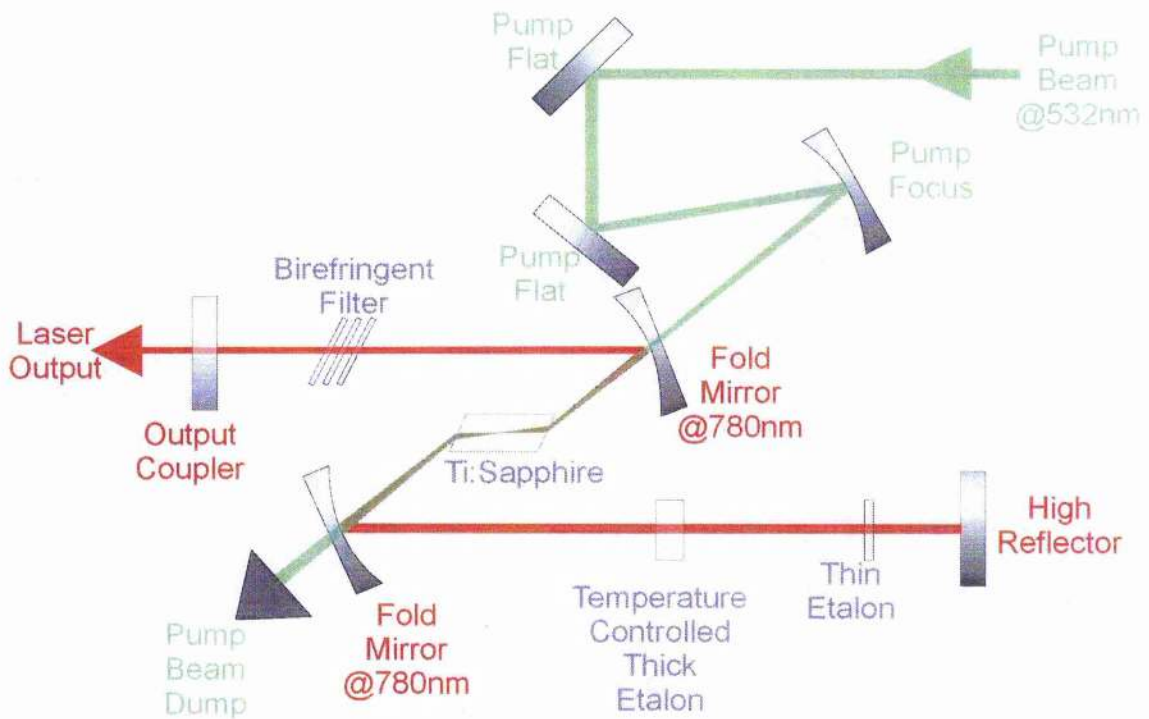 Pump
Flat
Pump
Beam
@532nm
Pump
Focus
Pump
Flat
Birefringent
Filter
Laser
Output
Output
Coupler
Fold
Mirror
@780nm
Ti:Sapphire
High
Reflector
Thin
Etalon
Temperature
Controlled
Thick
Etalon
Fold
Mirror
@780nm
Pump
Beam
Dump